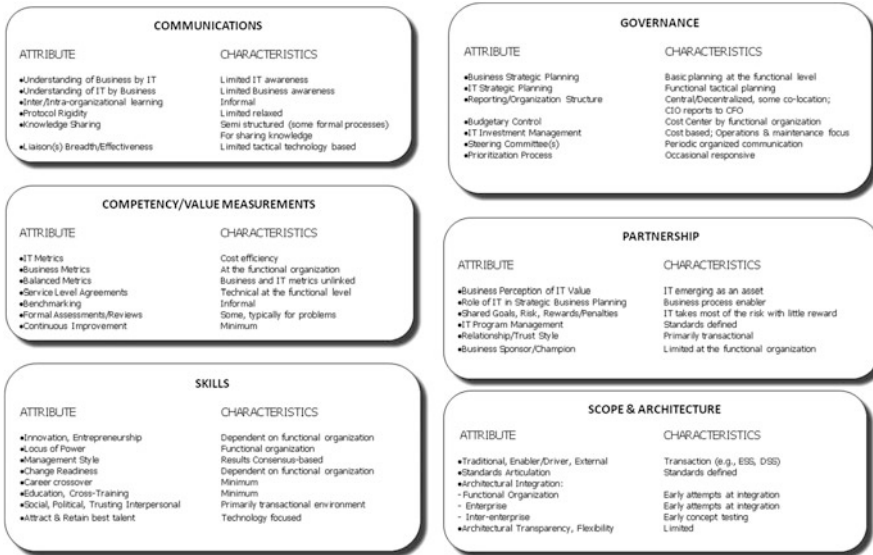 COMMUNICATIONS
ATTRIBUTE CHARACTERISTICS
•Understanding of Business by IT Limited IT awareness
•Understanding of IT by Business Limited Business awareness
•Inter/Intra-organizational learning Informal
•Protocol Rigidity Limited relaxed
•Knowledge Sharing Semi structured (some formal processes)
For sharing knowledge
•Liaison(s) Breadth/Effectiveness Limited tactical technology based
COMPETENCY/VALUE MEASUREMENTS
ATTRIBUTE CHARACTERISTICS
•IT Metrics Cost efficiency
•Business Metrics At the functional organization
•Balanced Metrics Business and IT metrics unlinked
•Service Level Agreements Technical at the functional level
•Benchmarking Informal
•Formal Assessments/Reviews Some, typically for problems
•Continuous Improvement Minimum
SKILLS
ATTRIBUTE CHARACTERISTICS
•Innovation, Entrepreneurship Dependent on functional organization
•Locus of Power Functional organization
•Management Style Results Consensus-based
•Change Readiness Dependent on functional organization
•Career crossover Minimum
•Education, Cross-Training Minimum
•Social, Political, Trusting Interpersonal Primarily transactional environment
•Attract & Retain best talent Technology focused
GOVERNANCE
ATTRIBUTE CHARACTERISTICS
•Business Strategic Planning Basic planning at the functional level
•IT Strategic Planning Functional tactical planning
•Reporting/Organization Structure Central/Decentralized, some co-location;
CIO reports to CFO
•Budgetary Control Cost Center by functional organization
•IT Investment Management Cost based; Operations & maintenance focus
•Steering Committee(s) Periodic organized communication
•Prioritization Process Occasional responsive
PARTNERSHIP
ATTRIBUTE CHARACTERISTICS
•Business Perception of IT Value IT emerging as an asset
•Role of IT in Strategic Business Planning Business process enabler
•Shared Goals, Risk, Rewards/Penalties IT takes most of the risk with little reward
•IT Program Management Standards defined
•Relationship/Trust Style Primarily transactional
•Business Sponsor/Champion Limited at the functional organization
SCOPE & ARCHITECTURE
ATTRIBUTE CHARACTERISTICS
•Traditional, Enabler/Driver, External Transaction (e.g., ESS, DSS)
•Standards Articulation Standards defined
•Architectural Integration:
- Functional Organization Early attempts at integration
- Enterprise Early attempts at integration
- Inter-enterprise Early concept testing
•Architectural Transparency, Flexibility Limited